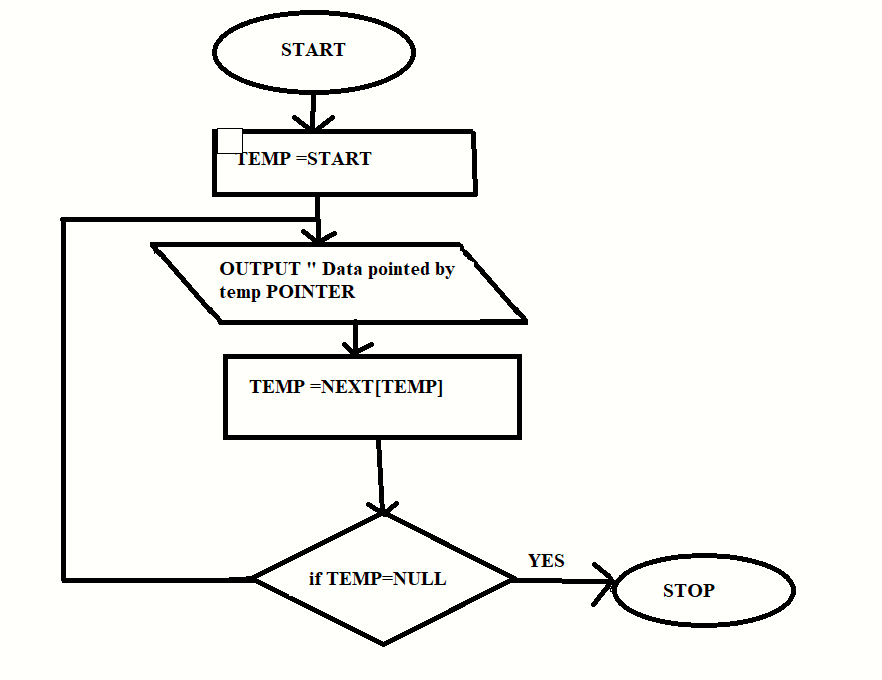 START
TEMP =START
OUTPUT " Data pointed by
temp POINTER
TEMP =NEXT[TEMP]
if TEMP=NULL
YES
STOP